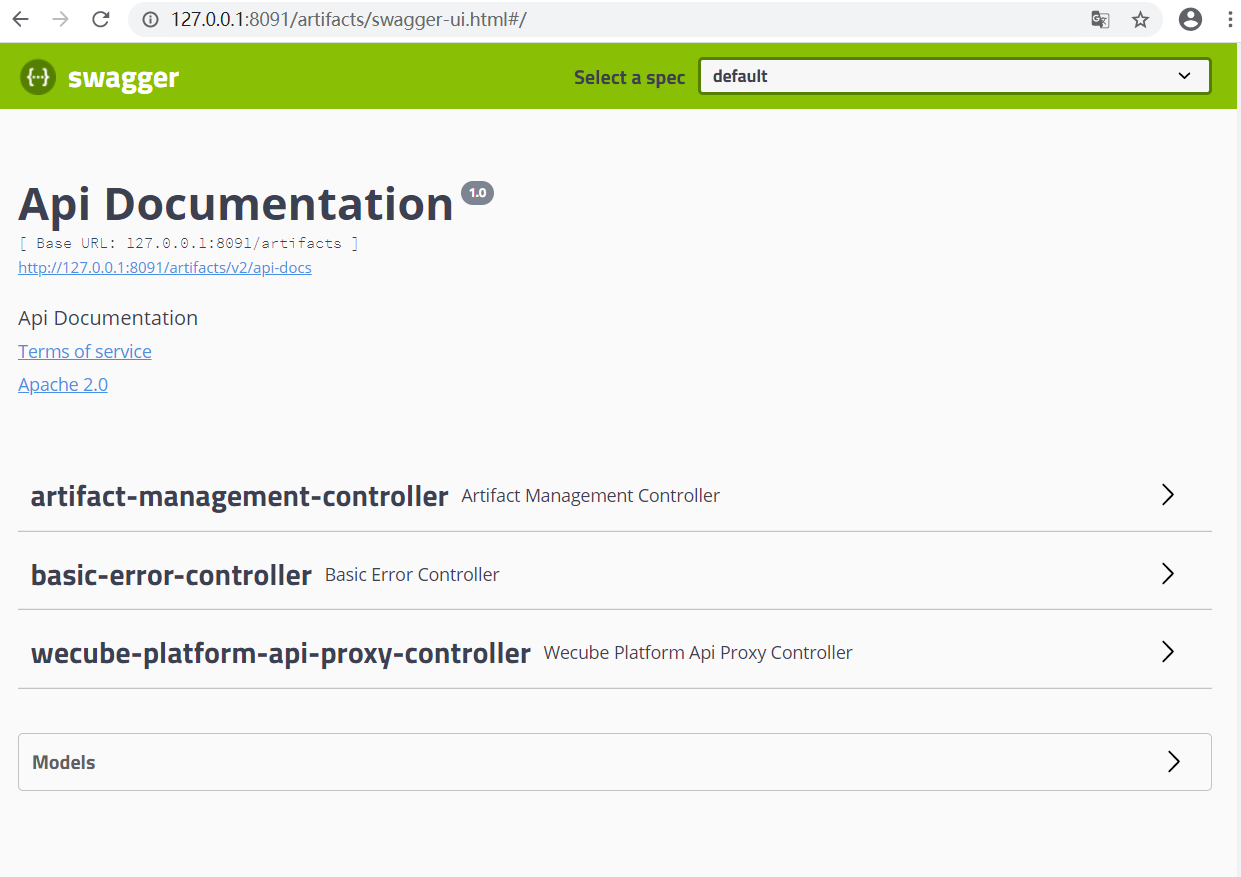 127.0.0.1:8091/artifacts/swagger-ui.html#/
{···} swagger
Select a spec
default
Api Documentation 1.0
[ Base URL: 127.0.0.1:8091/artifacts ]
http://127.0.0.1:8091/artifacts/v2/api-docs
Api Documentation
Terms of service
Apache 2.0
artifact-management-controller Artifact Management Controller
basic-error-controller Basic Error Controller
wecube-platform-api-proxy-controller Wecube Platform Api Proxy Controller
Models